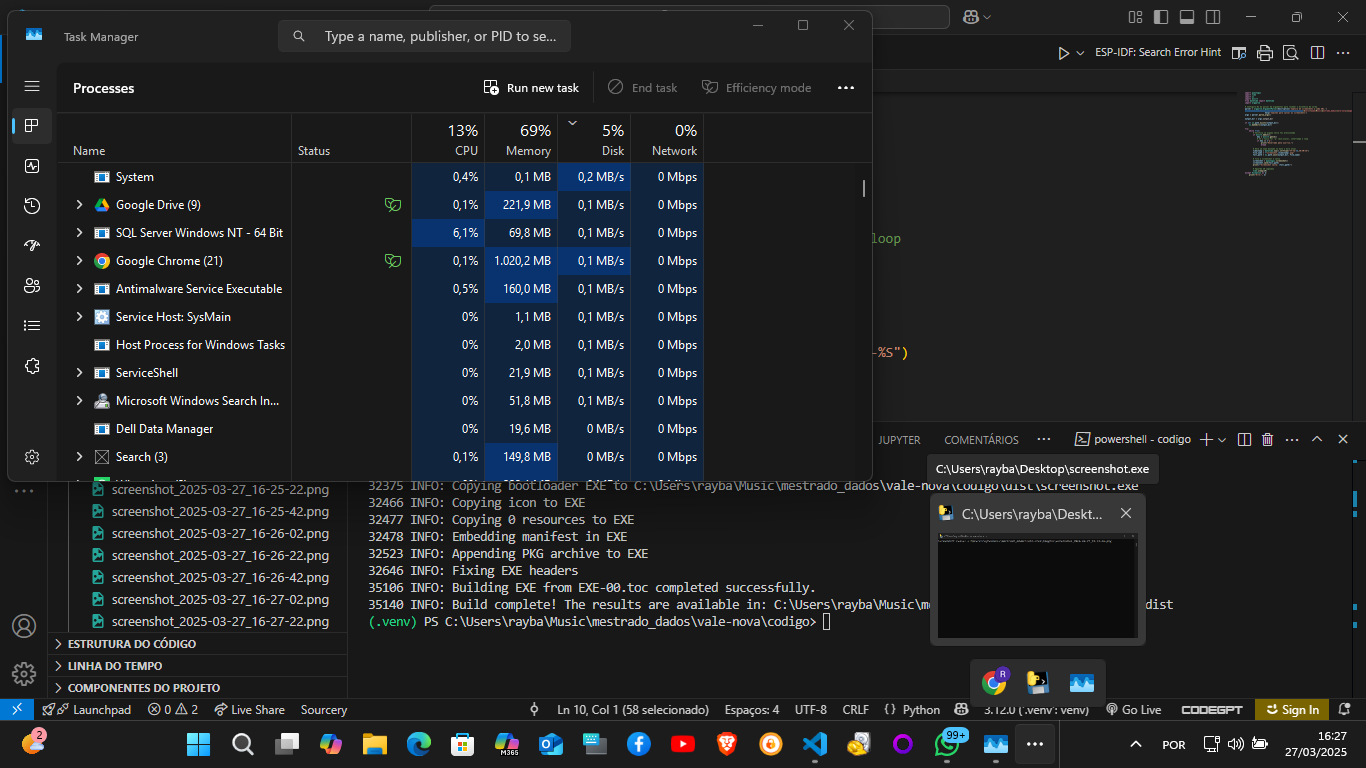 Task Manager
Type a name, publisher, or PID to se...
Processes
Run new task
End task
Efficiency mode
13% 69% 5% 0%
Name Status CPU Memory Disk Network
System 0,4% 0,1 MB 0,2 MB/s 0 Mbps
Google Drive (9) 0,1% 221,9 MB 0,1 MB/s 0 Mbps
SQL Server Windows NT - 64 Bit 6,1% 69,8 MB 0,1 MB/s 0 Mbps
Google Chrome (21) 0,1% 1.020,2 MB 0,1 MB/s 0 Mbps
Antimalware Service Executable 0,5% 160,0 MB 0,1 MB/s 0 Mbps
Service Host: SysMain 0% 1,1 MB 0,1 MB/s 0 Mbps
Host Process for Windows Tasks 0% 2,0 MB 0,1 MB/s 0 Mbps
ServiceShell 0% 21,9 MB 0,1 MB/s 0 Mbps
Microsoft Windows Search In... 0% 51,8 MB 0,1 MB/s 0 Mbps
Dell Data Manager 0% 19,6 MB 0 MB/s 0 Mbps
Search (3) 0,1% 149,8 MB 0 MB/s 0 Mbps
ESP-IDF: Search Error Hint
loop
-%S")
JUPYTER COMENTÁRIOS ... powershell - codigo
C:\Users\rayba\Desktop\screenshot.exe
C:\Users\rayba\Deskt...
screenshot_2025-03-27_16-25-22.png
screenshot_2025-03-27_16-25-42.png
screenshot_2025-03-27_16-26-02.png
screenshot_2025-03-27_16-26-22.png
screenshot_2025-03-27_16-26-42.png
screenshot_2025-03-27_16-27-02.png
screenshot_2025-03-27_16-27-22.png
ESTRUTURA DO CÓDIGO
LINHA DO TEMPO
COMPONENTES DO PROJETO
32375 INFO: Copying bootloader EXE to C:\Users\rayba\Music\mestrado_dados\vale-nova\codigo\dist\screenshot.exe
32466 INFO: Copying icon to EXE
32477 INFO: Copying 0 resources to EXE
32478 INFO: Embedding manifest in EXE
32523 INFO: Appending PKG archive to EXE
32646 INFO: Fixing EXE headers
35106 INFO: Building EXE from EXE-00.toc completed successfully.
35140 INFO: Build complete! The results are available in: C:\Users\rayba\Music\m dist
(.venv) PS C:\Users\rayba\Music\mestrado_dados\vale-nova\codigo>
Launchpad 0 2 Live Share Sourcery Ln 10, Col 1 (58 selecionado) Espaços: 4 UTF-8 CRLF { } Python 3.12.0 ('.venv': venv) Go Live CODEGPT Sign In
2 M365 99+ R POR 16:27
27/03/2025